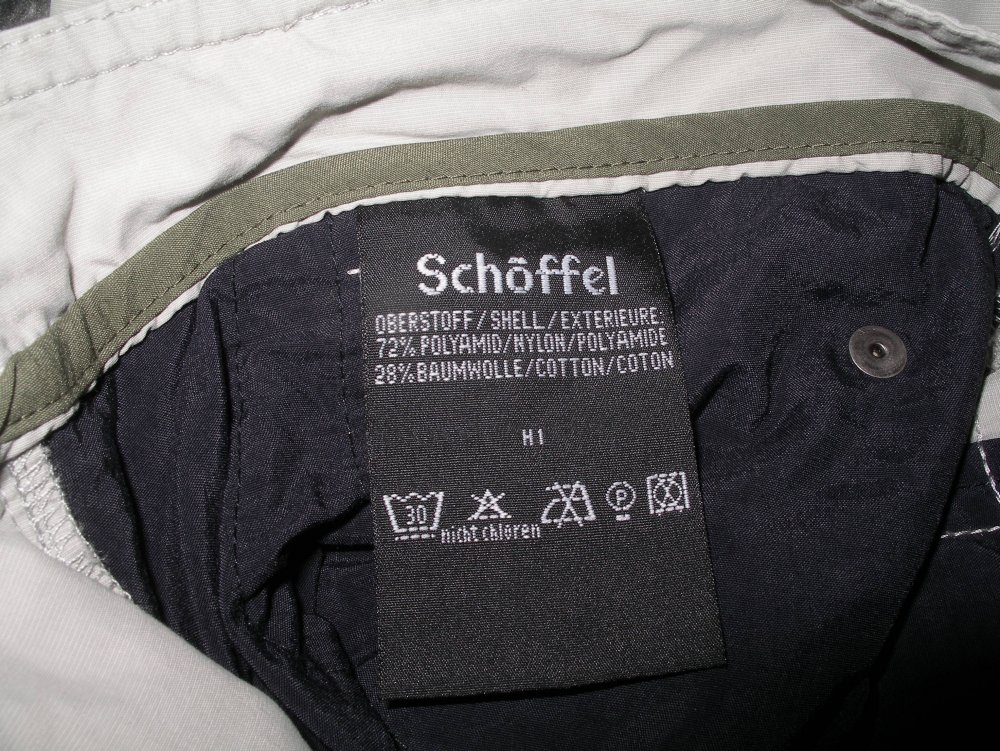 Schöffel
OBERSTOFF/SHELL/EXTERIEURE:
72% POLYAMID/NYLON/POLYAMIDE
28% BAUMWOLLE/COTTON/COTON
H1
30
P
nicht chloren